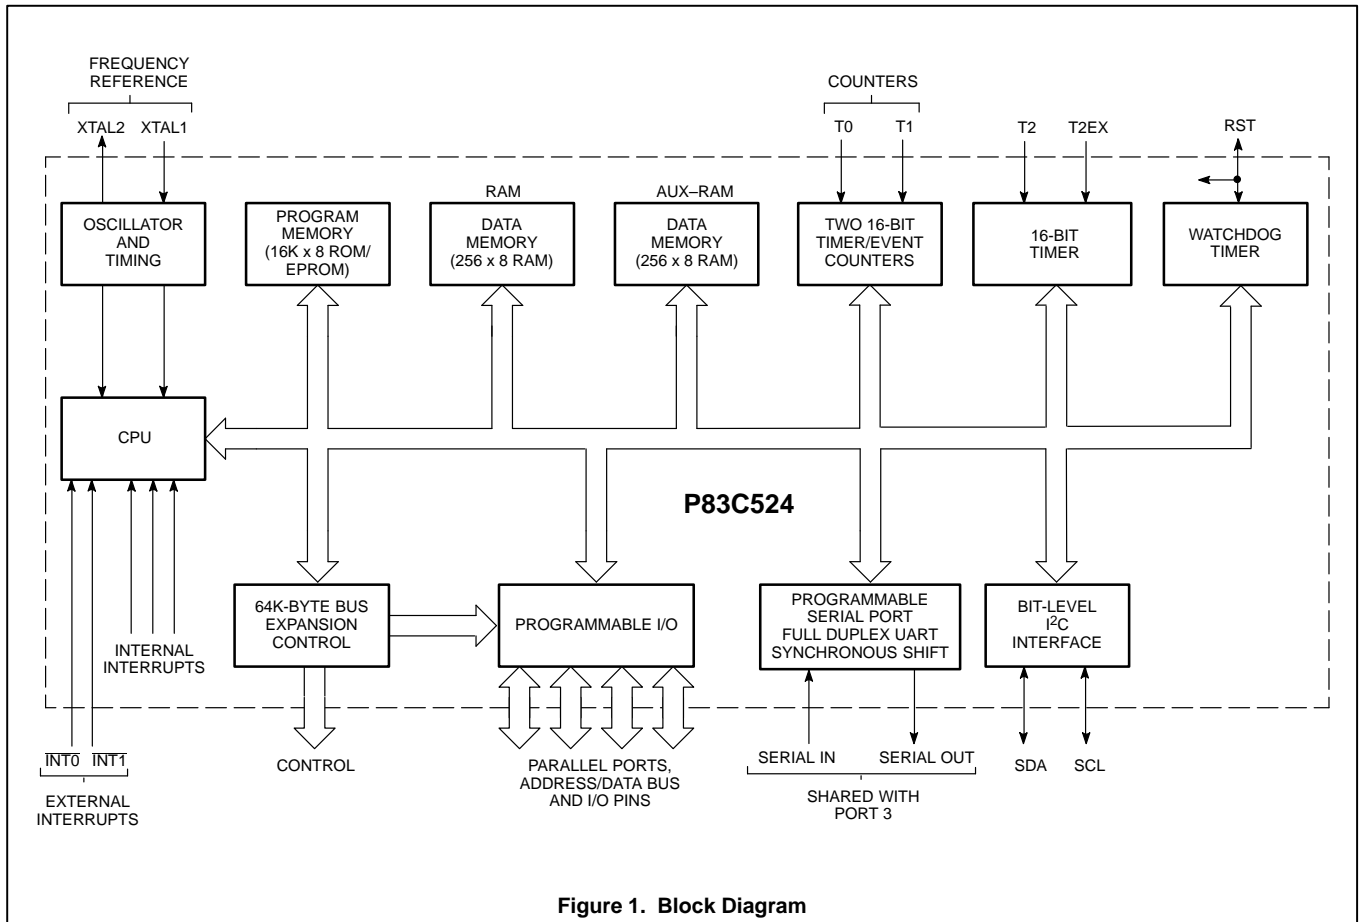 FREQUENCY
REFERENCE
COUNTERS
XTAL2 XTAL1
T0 T1
T2 T2EX
RST
RAM
AUX–RAM
OSCILLATOR
AND
TIMING
PROGRAM
MEMORY
(16K x 8 ROM/
EPROM)
DATA
MEMORY
(256 x 8 RAM)
DATA
MEMORY
(256 x 8 RAM)
TWO 16-BIT
TIMER/EVENT
COUNTERS
16-BIT
TIMER
WATCHDOG
TIMER
CPU
P83C524
64K-BYTE BUS
EXPANSION
CONTROL
PROGRAMMABLE I/O
PROGRAMMABLE
SERIAL PORT
FULL DUPLEX UART
SYNCHRONOUS SHIFT
BIT-LEVEL
I²C
INTERFACE
INTERNAL
INTERRUPTS
INT0 INT1
EXTERNAL
INTERRUPTS
CONTROL
PARALLEL PORTS,
ADDRESS/DATA BUS
AND I/O PINS
SERIAL IN SERIAL OUT
SHARED WITH
PORT 3
SDA SCL
Figure 1. Block Diagram